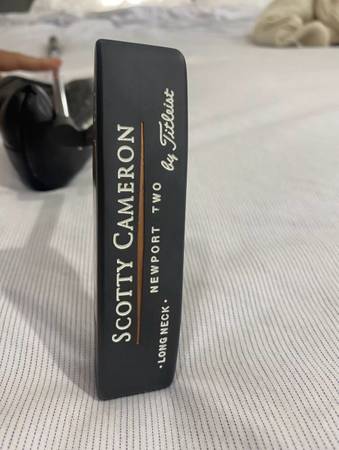 SCOTTY CAMERON
by Titleist
NEWPORT TWO
·LONG NECK·